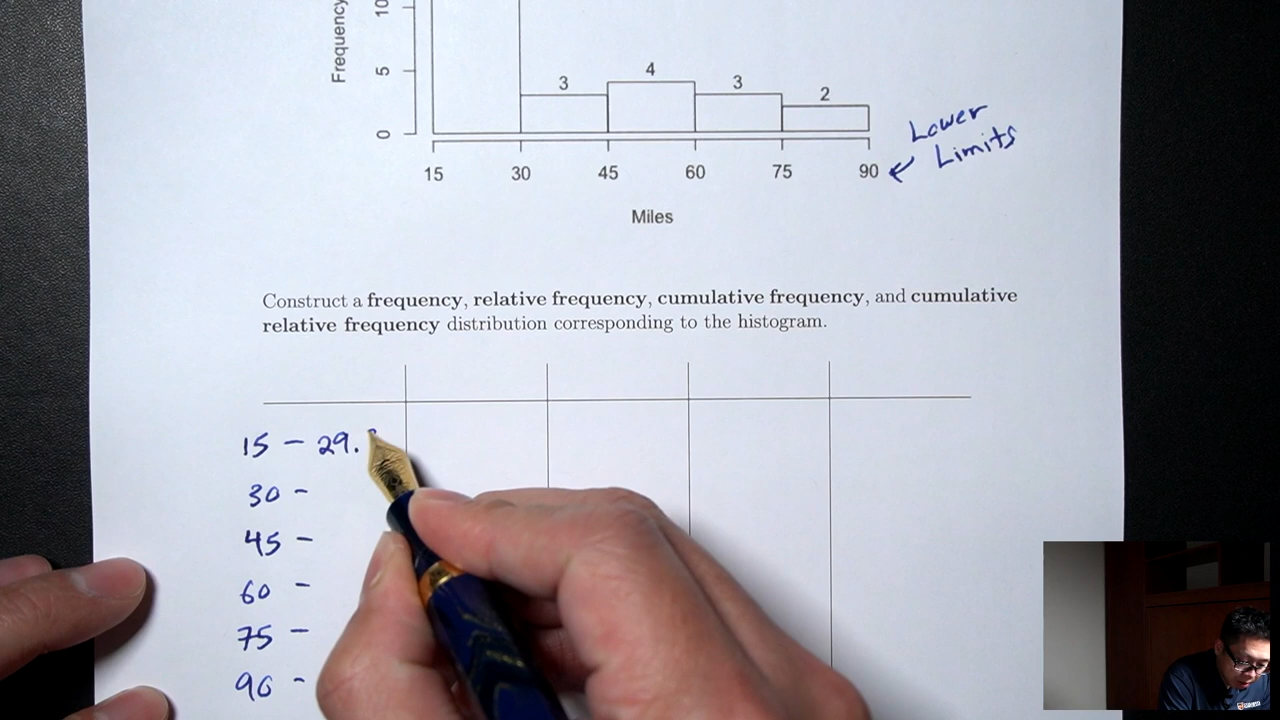 Frequency
10
5
0
3
4
3
2
15 30 45 60 75 90
Miles
Lower
Limits
Construct a frequency, relative frequency, cumulative frequency, and cumulative
relative frequency distribution corresponding to the histogram.
15 - 29.
30 -
45 -
60 -
75 -
90 -